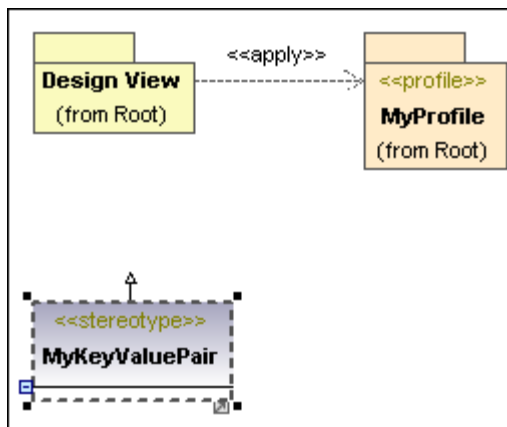 <<apply>>
Design View
(from Root)
<<profile>>
MyProfile
(from Root)
<<stereotype>>
MyKeyValuePair